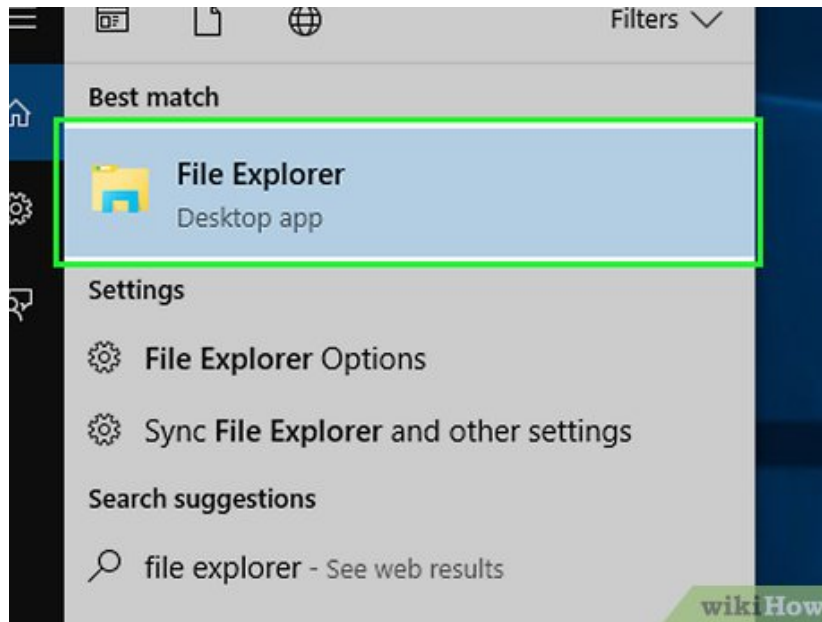 Filters
Best match
File Explorer
Desktop app
Settings
File Explorer Options
Sync File Explorer and other settings
Search suggestions
file explorer - See web results
wikiHow